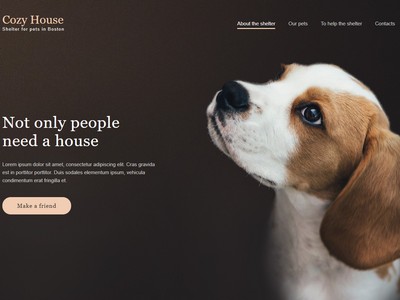 Cozy House
Shelter for pets in Boston
About the shelter
Our pets
To help the shelter
Contacts
Not only people
need a house
Lorem ipsum dolor sit amet, consectetur adipiscing elit. Cras gravida
est in porttitor porttitor. Duis sodales elementum ipsum, vehicula
condimentum erat fringilla et.
Make a friend